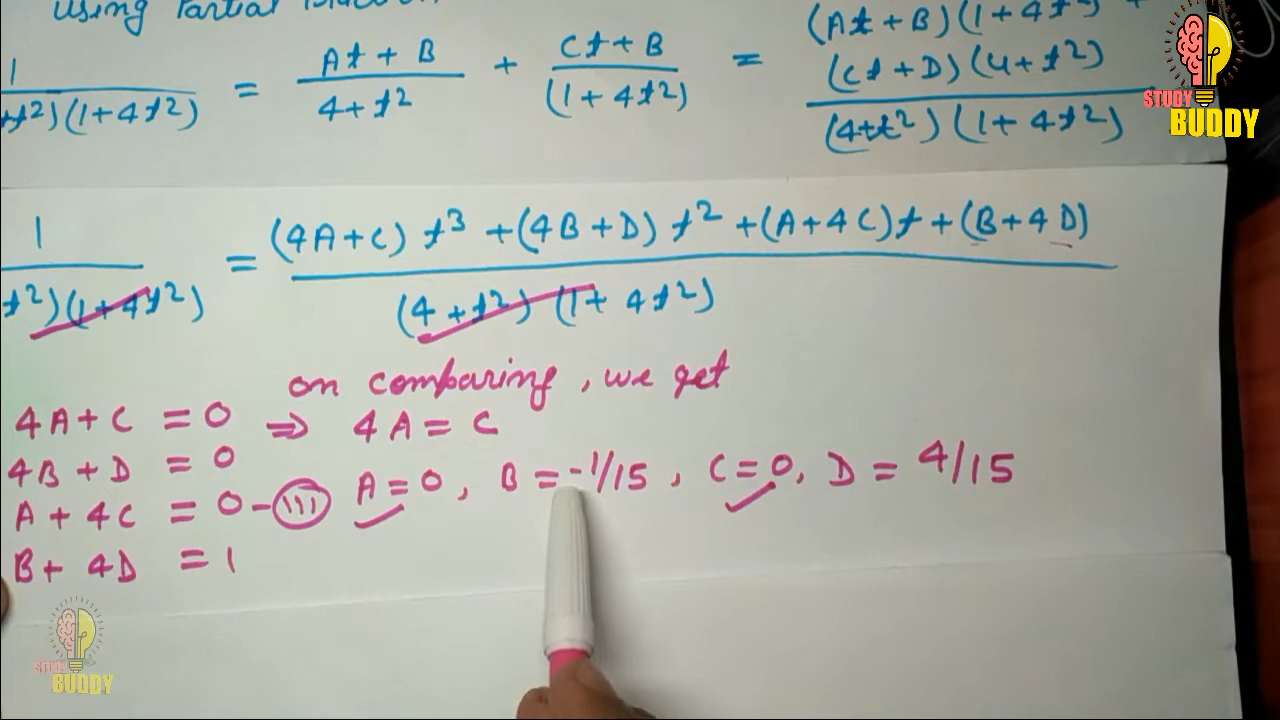 using Partial
1 / t²)(1+4t²) = At + B / 4+t² + Ct + B / (1+4t²) = (At+B)(1+4t²) + (Ct+D)(4+t²) / (4+t²)(1+4t²)
STUDY BUDDY
1 / t²)(1+4t²) = (4A+C)t³ + (4B+D)t² + (A+4C)t + (B+4D) / (4+t²)(1+4t²)
on comparing, we get
4A+C = 0 ⇒ 4A = C
4B+D = 0
A=0, B=-1/15, C=0, D=4/15
A+4C = 0-(III)
B+4D = 1
STUDY
BUDDY